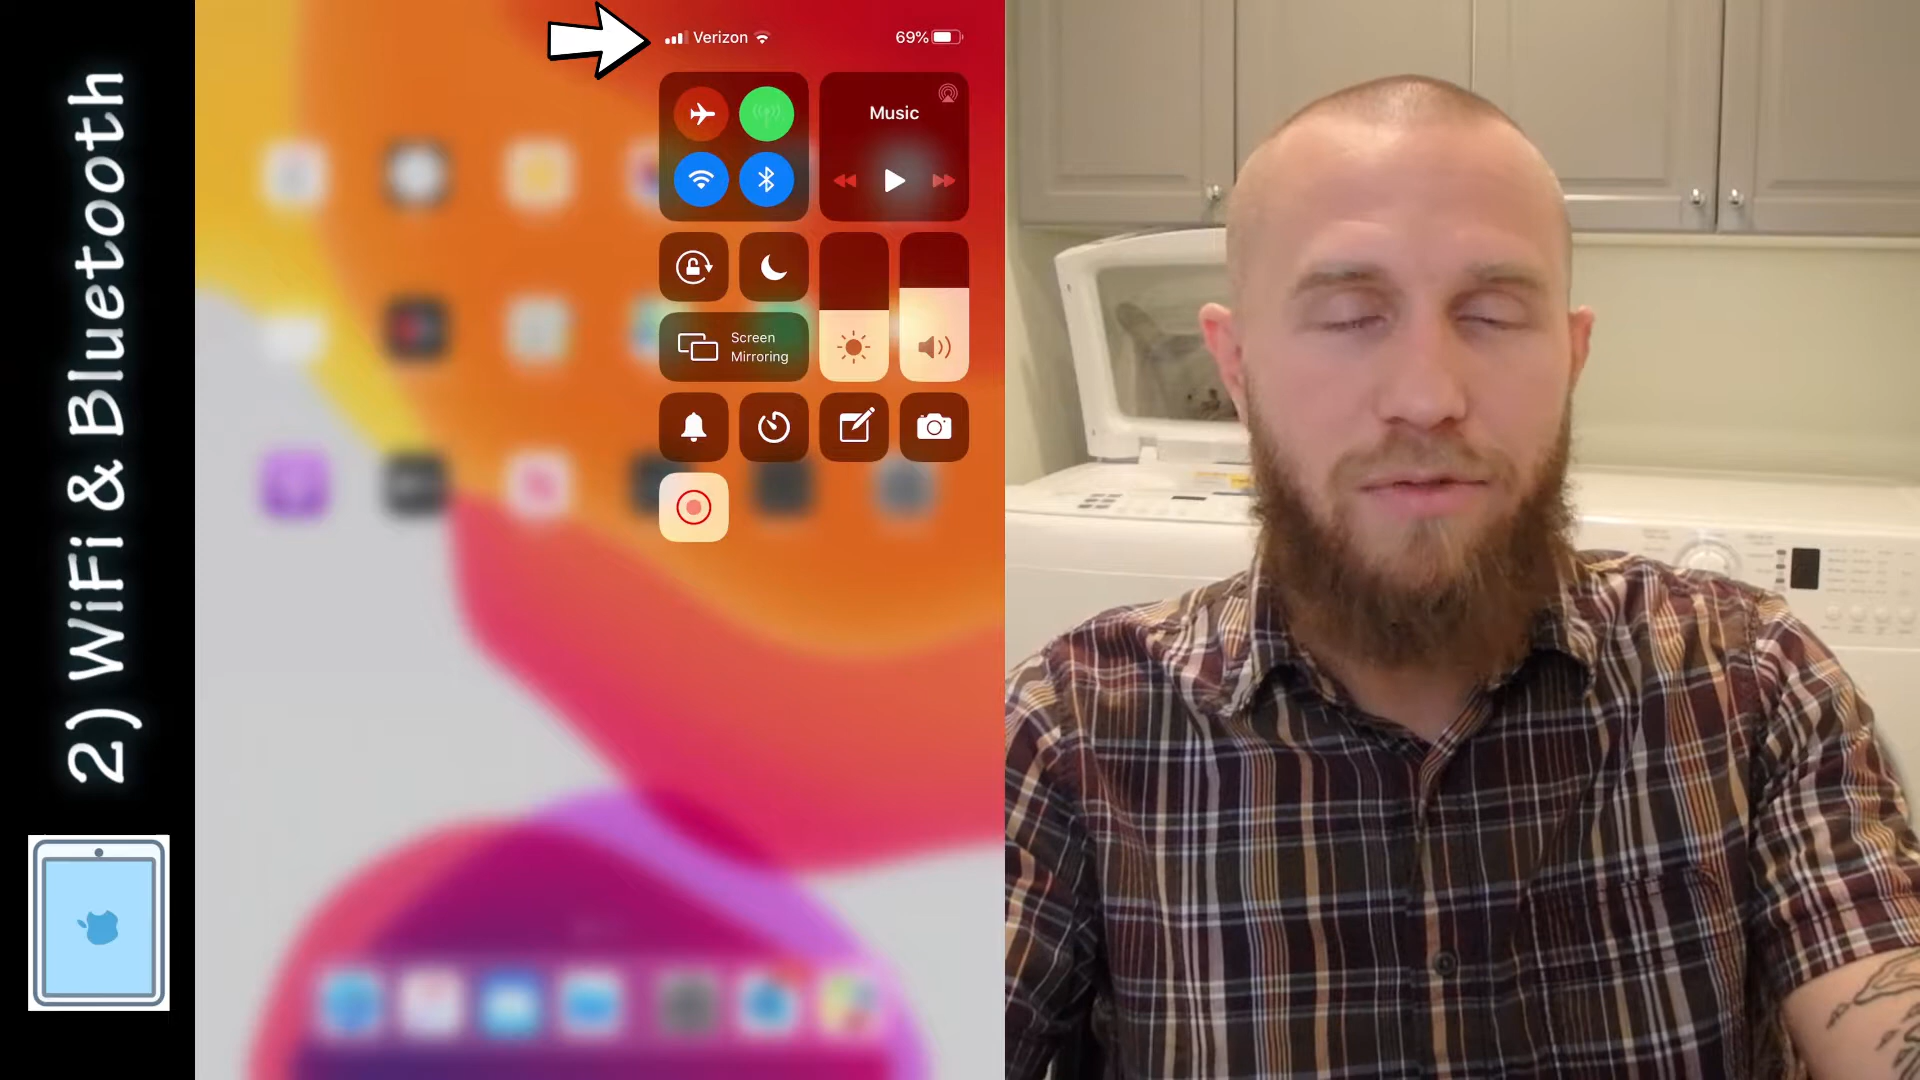 2) WiFi & Bluetooth
Verizon
69%
Music
Screen
Mirroring